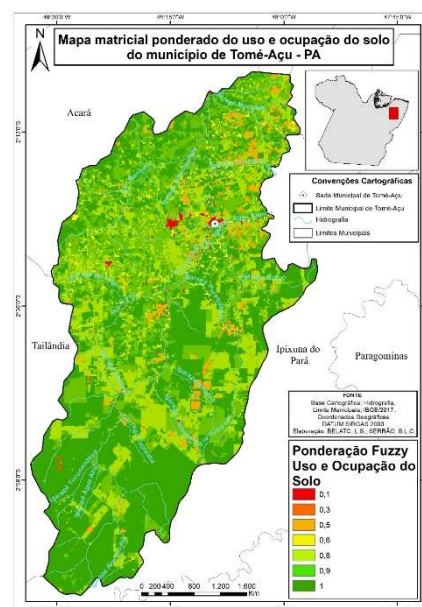 Mapa matricial ponderado do uso e ocupação do solo
do município de Tomé-Açu - PA
N
Acará
Tailândia
Ipixuna do
Pará
Paragominas
Convenções Cartográficas
Sede Municipal de Tomé-Açu
Limite Municipal de Tomé-Açu
Hidrografia
Limites Municipais
FONTE
Base Cartográfica: Hidrografia,
Limite Municipais, IBGE/2017.
Coordenadas Geográficas
DATUM SIRGAS 2000
Elaboração: BELATO, L.S.; SERRÃO, S.L.C.
Ponderação Fuzzy
Uso e Ocupação do
Solo
0,1
0,3
0,5
0,6
0,8
0,9
1
0 200 400 800 1.200 1.600
Km